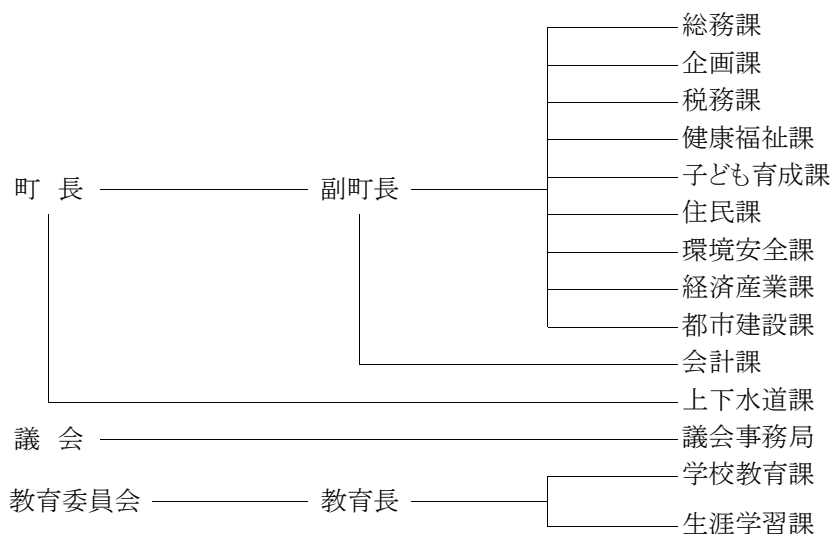 総務課
企画課
税務課
健康福祉課
町 長 副町長 子ども育成課
住民課
環境安全課
経済産業課
都市建設課
会計課
上下水道課
議 会 議会事務局
学校教育課
教育委員会 教育長
生涯学習課